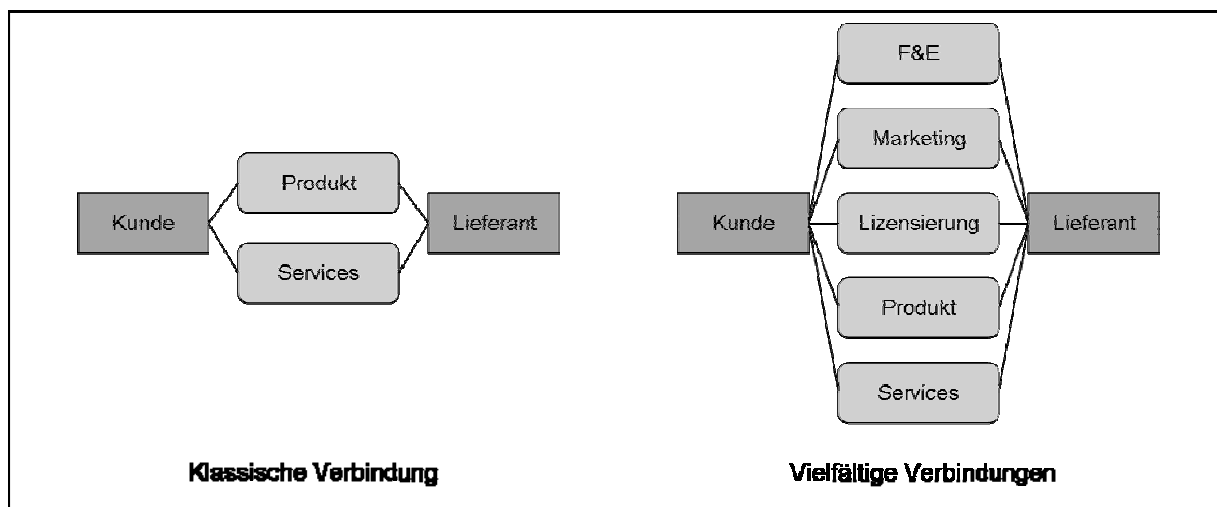 Produkt
Kunde
Lieferant
Services
Klassische Verbindung
F&E
Marketing
Kunde
Lizensierung
Lieferant
Produkt
Services
Vielfältige Verbindungen